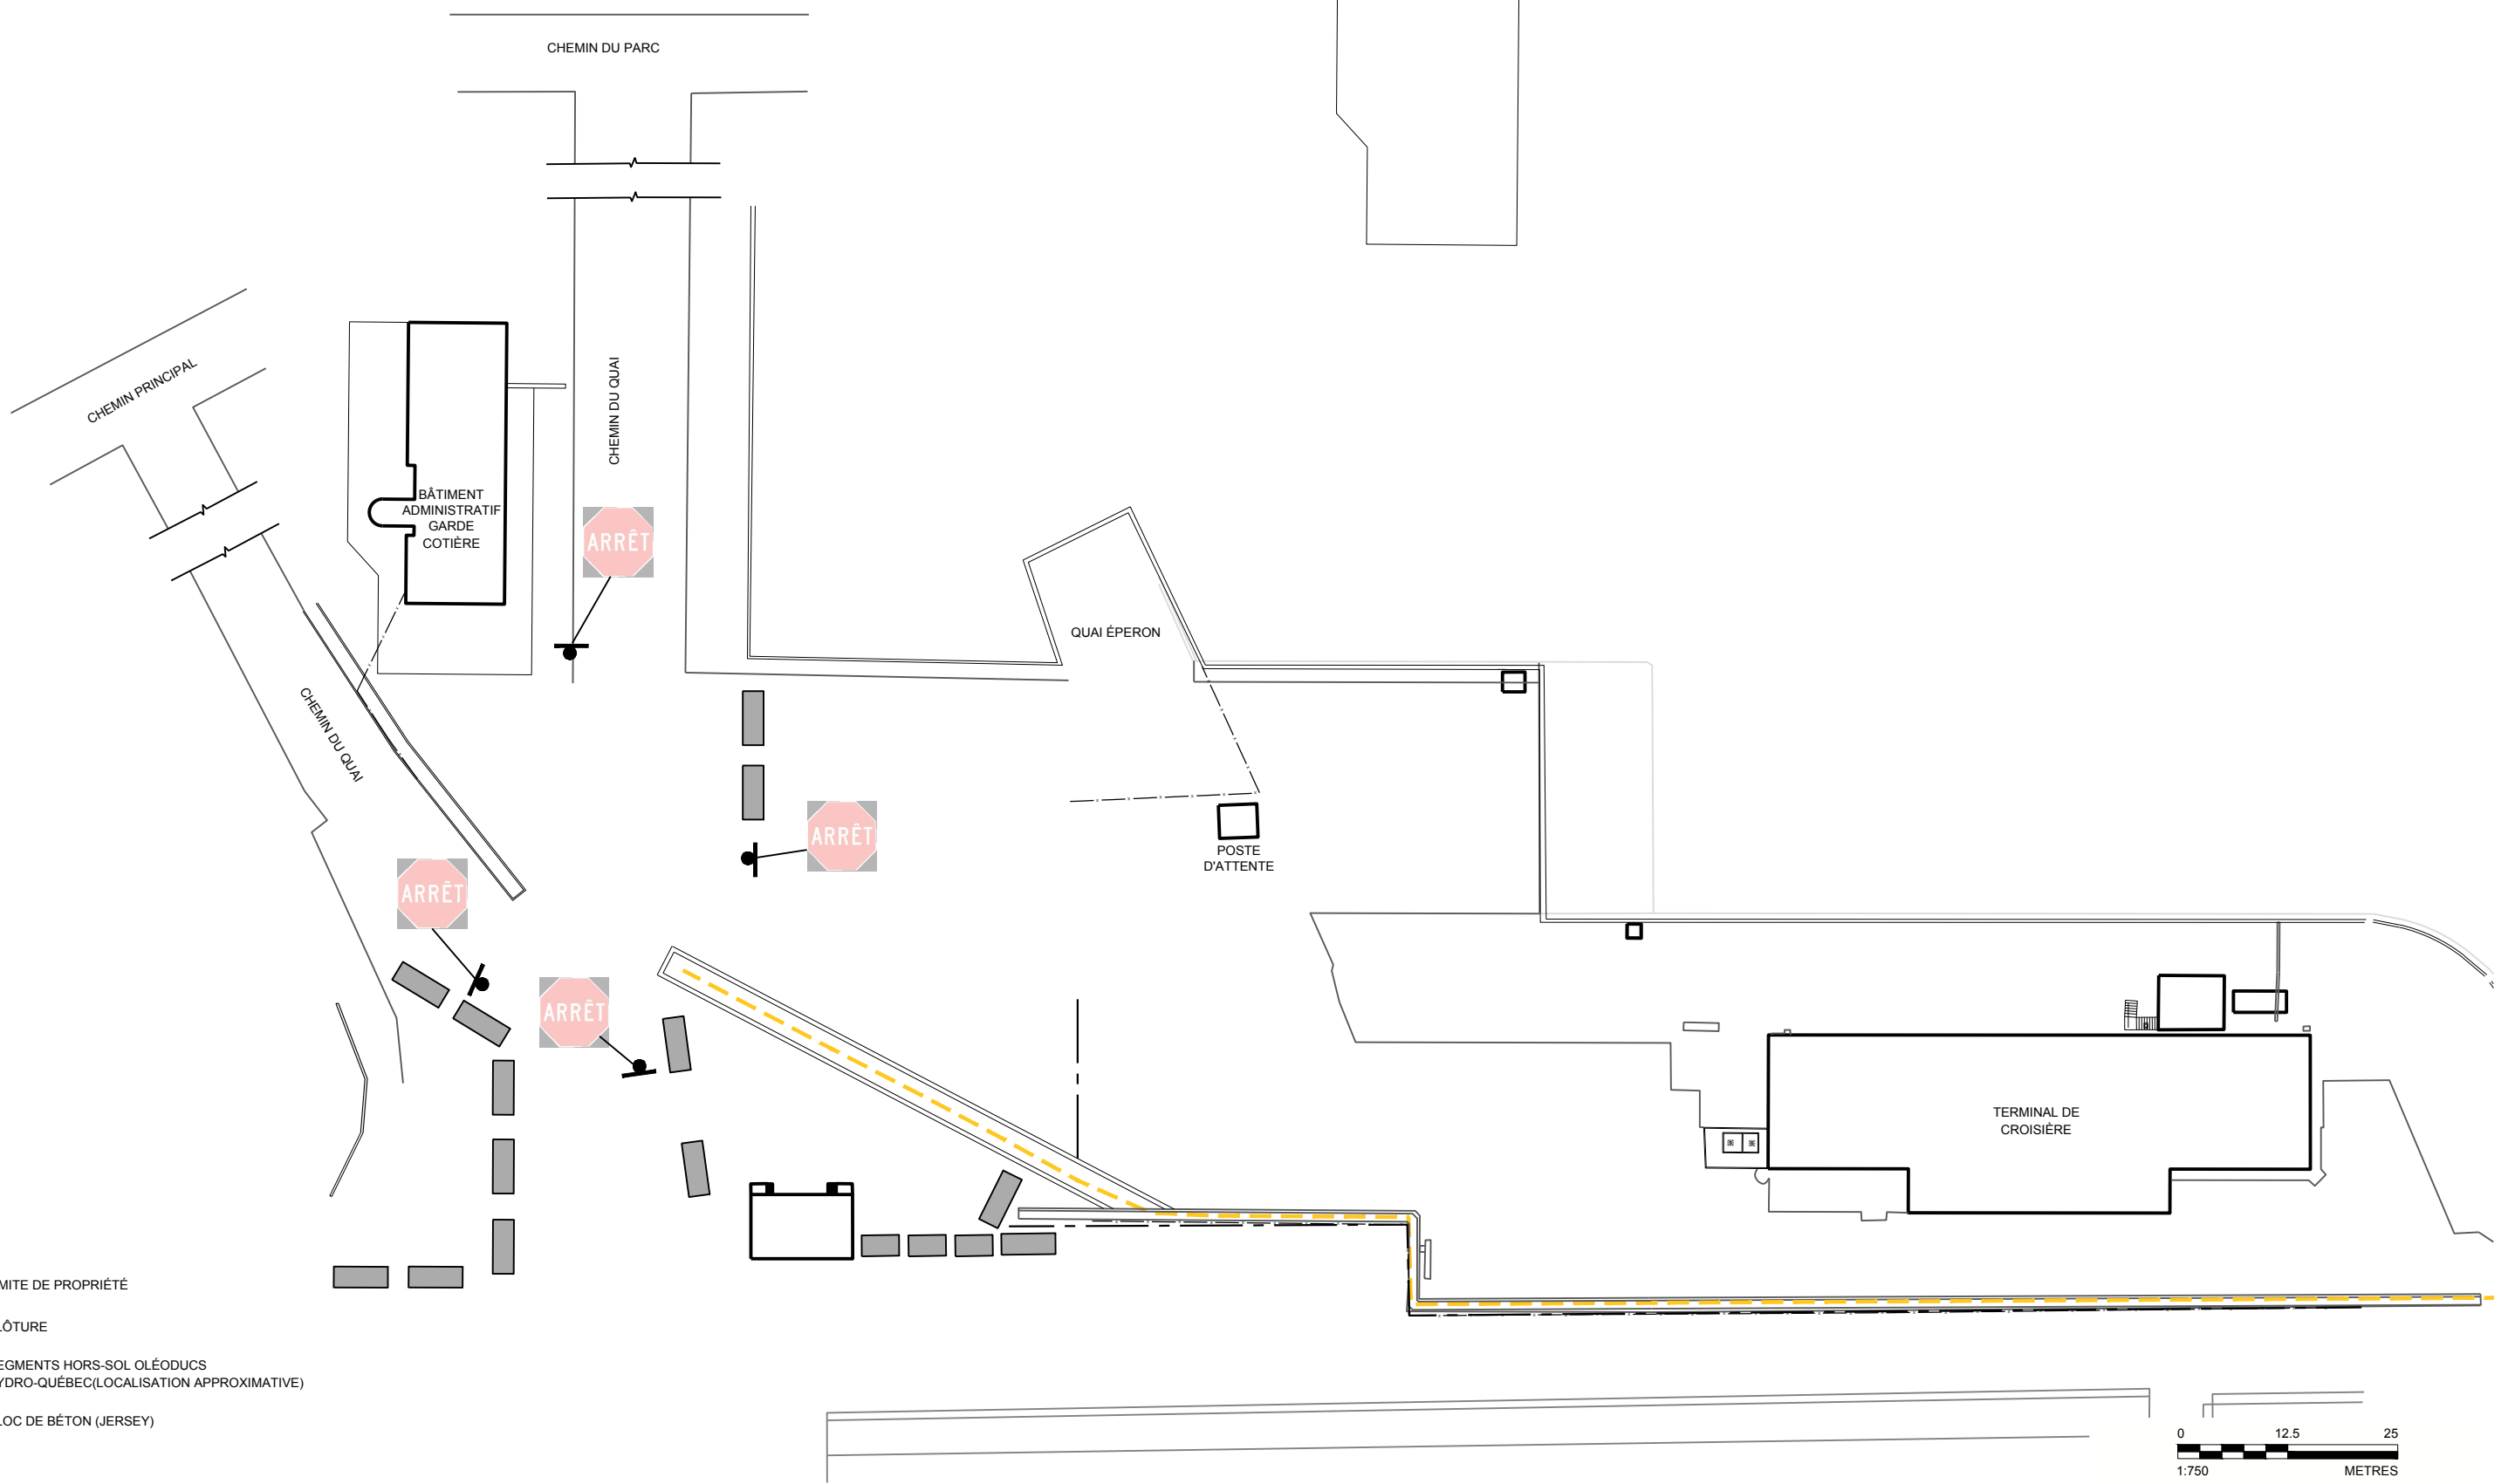 CHEMIN DU PARC
CHEMIN PRINCIPAL
CHEMIN DU QUAI
BÂTIMENT
ADMINISTRATIF
GARDE
COTIÈRE
ARRÊT
QUAI ÉPERON
CHEMIN DU QUAI
ARRÊT
POSTE
D'ATTENTE
ARRÊT
ARRÊT
TERMINAL DE
CROISIÈRE
MITE DE PROPRIÉTÉ
LÔTURE
EGMENTS HORS-SOL OLÉODUCS
YDRO-QUÉBEC(LOCALISATION APPROXIMATIVE)
LOC DE BÉTON (JERSEY)
0 12.5 25
1:750 METRES